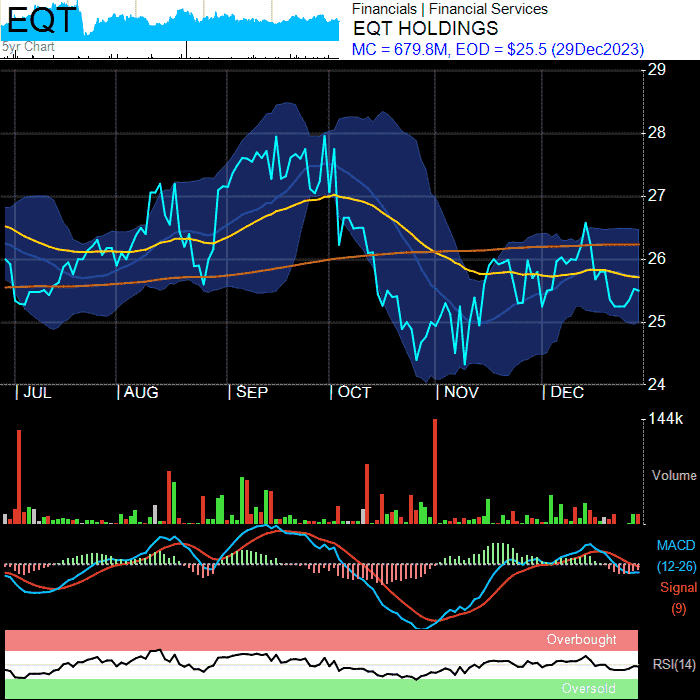 EQT
5yr Chart
Financials | Financial Services
EQT HOLDINGS
MC = 679.8M, EOD = $25.5 (29Dec2023)
29
28
27
26
25
24
JUL AUG SEP OCT NOV DEC
144k
Volume
MACD
(12-26)
Signal
(9)
Overbought
RSI(14)
Oversold